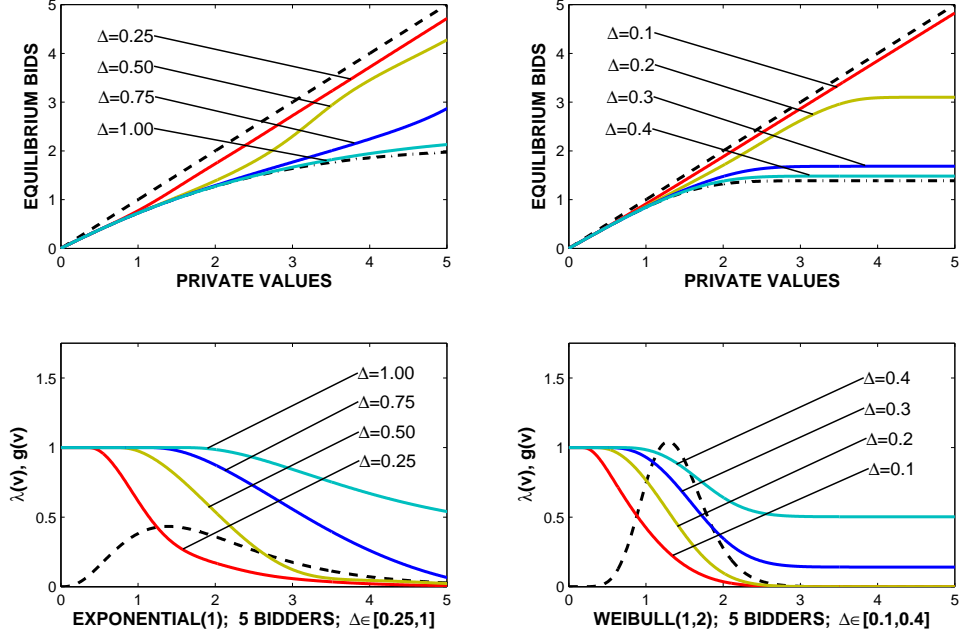 EQUILIBRIUM BIDS
5
4
3
2
1
0
Δ=0.25
Δ=0.50
Δ=0.75
Δ=1.00
0 1 2 3 4 5
PRIVATE VALUES
EQUILIBRIUM BIDS
5
4
3
2
1
0
Δ=0.1
Δ=0.2
Δ=0.3
Δ=0.4
0 1 2 3 4 5
PRIVATE VALUES
λ(v), g(v)
1.5
1
0.5
0
Δ=1.00
Δ=0.75
Δ=0.50
Δ=0.25
0 1 2 3 4 5
EXPONENTIAL(1); 5 BIDDERS; Δ∈[0.25,1]
λ(v), g(v)
1.5
1
0.5
0
Δ=0.4
Δ=0.3
Δ=0.2
Δ=0.1
0 1 2 3 4 5
WEIBULL(1,2); 5 BIDDERS; Δ∈[0.1,0.4]